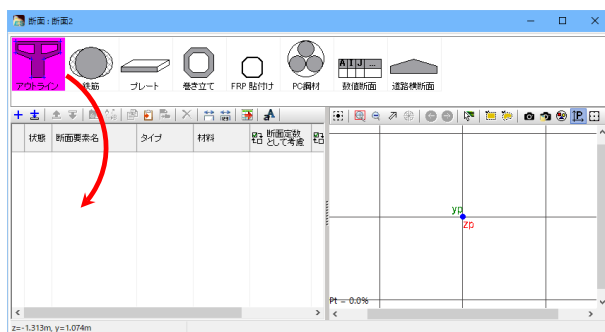 断面 : 断面2
アウトライン 鉄筋 プレート 巻き立て FRP 貼付け PC鋼材 数値断面 道路横断面
A I J ...
状態 断面要素名 タイプ 材料 断面定数
として考慮
yp
zp
Pt - 0.0%
z=-1.313m, y=1.074m